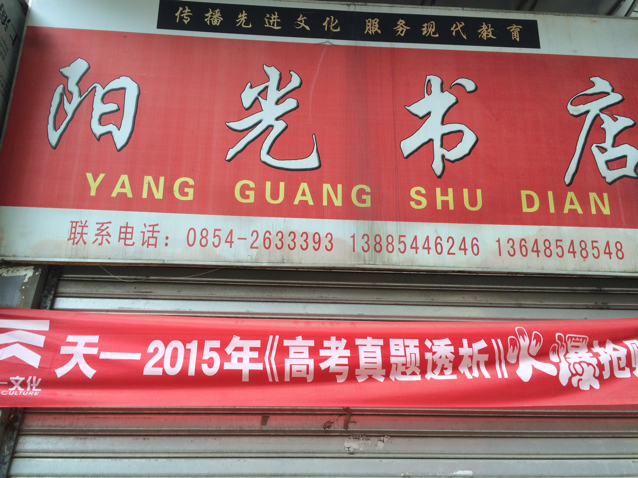 传播先进文化 服务现代教育
阳光书店
YANG GUANG SHU DIAN
联系电话：0854-2633393 13885446246 13648548548
天一2015年《高考真题透析》火爆抢购
一文化
CULTURE